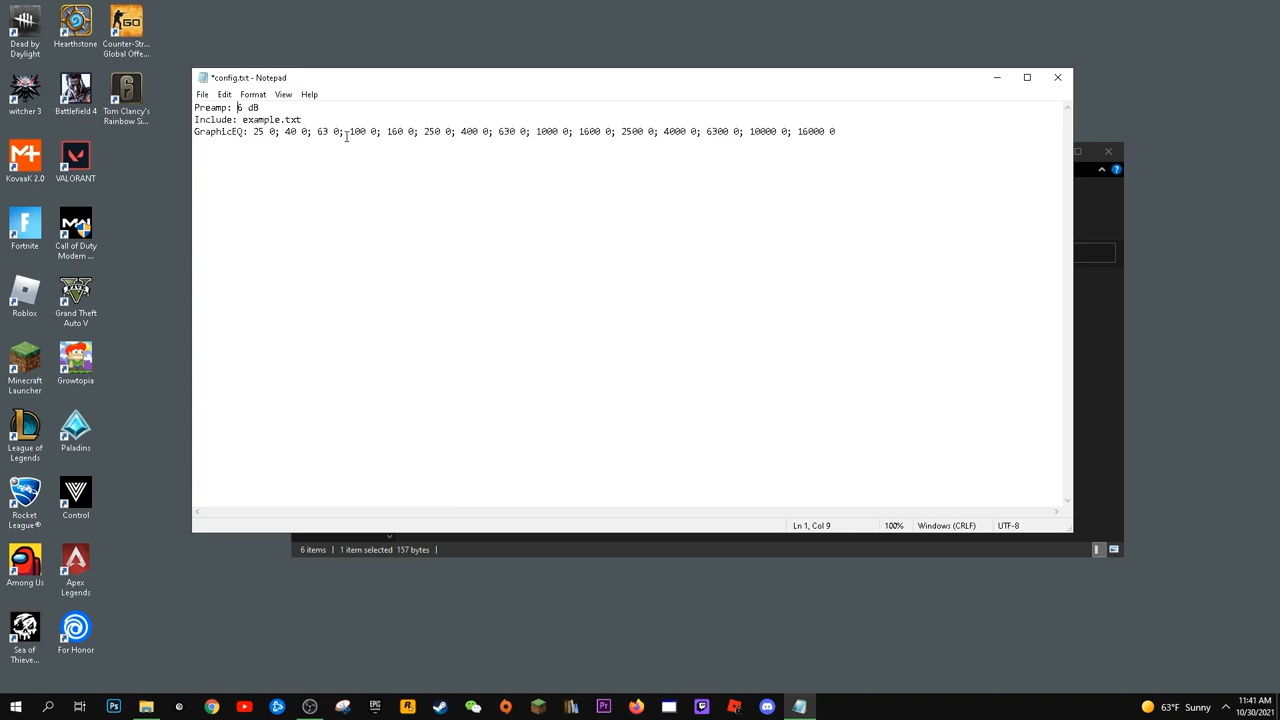 Dead by
Daylight
Hearthstone
Counter-Str...
Global Offe...
GO
witcher 3
Battlefield 4
Tom Clancy's
Rainbow Si...
KovaaK 2.0
VALORANT
Fortnite
Call of Duty
Modern ...
Roblox
Grand Theft
Auto V
Minecraft
Launcher
Growtopia
League of
Legends
Paladins
Rocket
League®
Control
Among Us
Apex
Legends
Sea of
Thieve...
For Honor
*config.txt - Notepad
File Edit Format View Help
Preamp: 6 dB
Include: example.txt
GraphicEQ: 25 0; 40 0; 63 0; 100 0; 160 0; 250 0; 400 0; 630 0; 1000 0; 1600 0; 2500 0; 4000 0; 6300 0; 10000 0; 16000 0
Ln 1, Col 9 100% Windows (CRLF) UTF-8
6 items 1 item selected 157 bytes
63°F Sunny
11:41 AM
10/30/2021